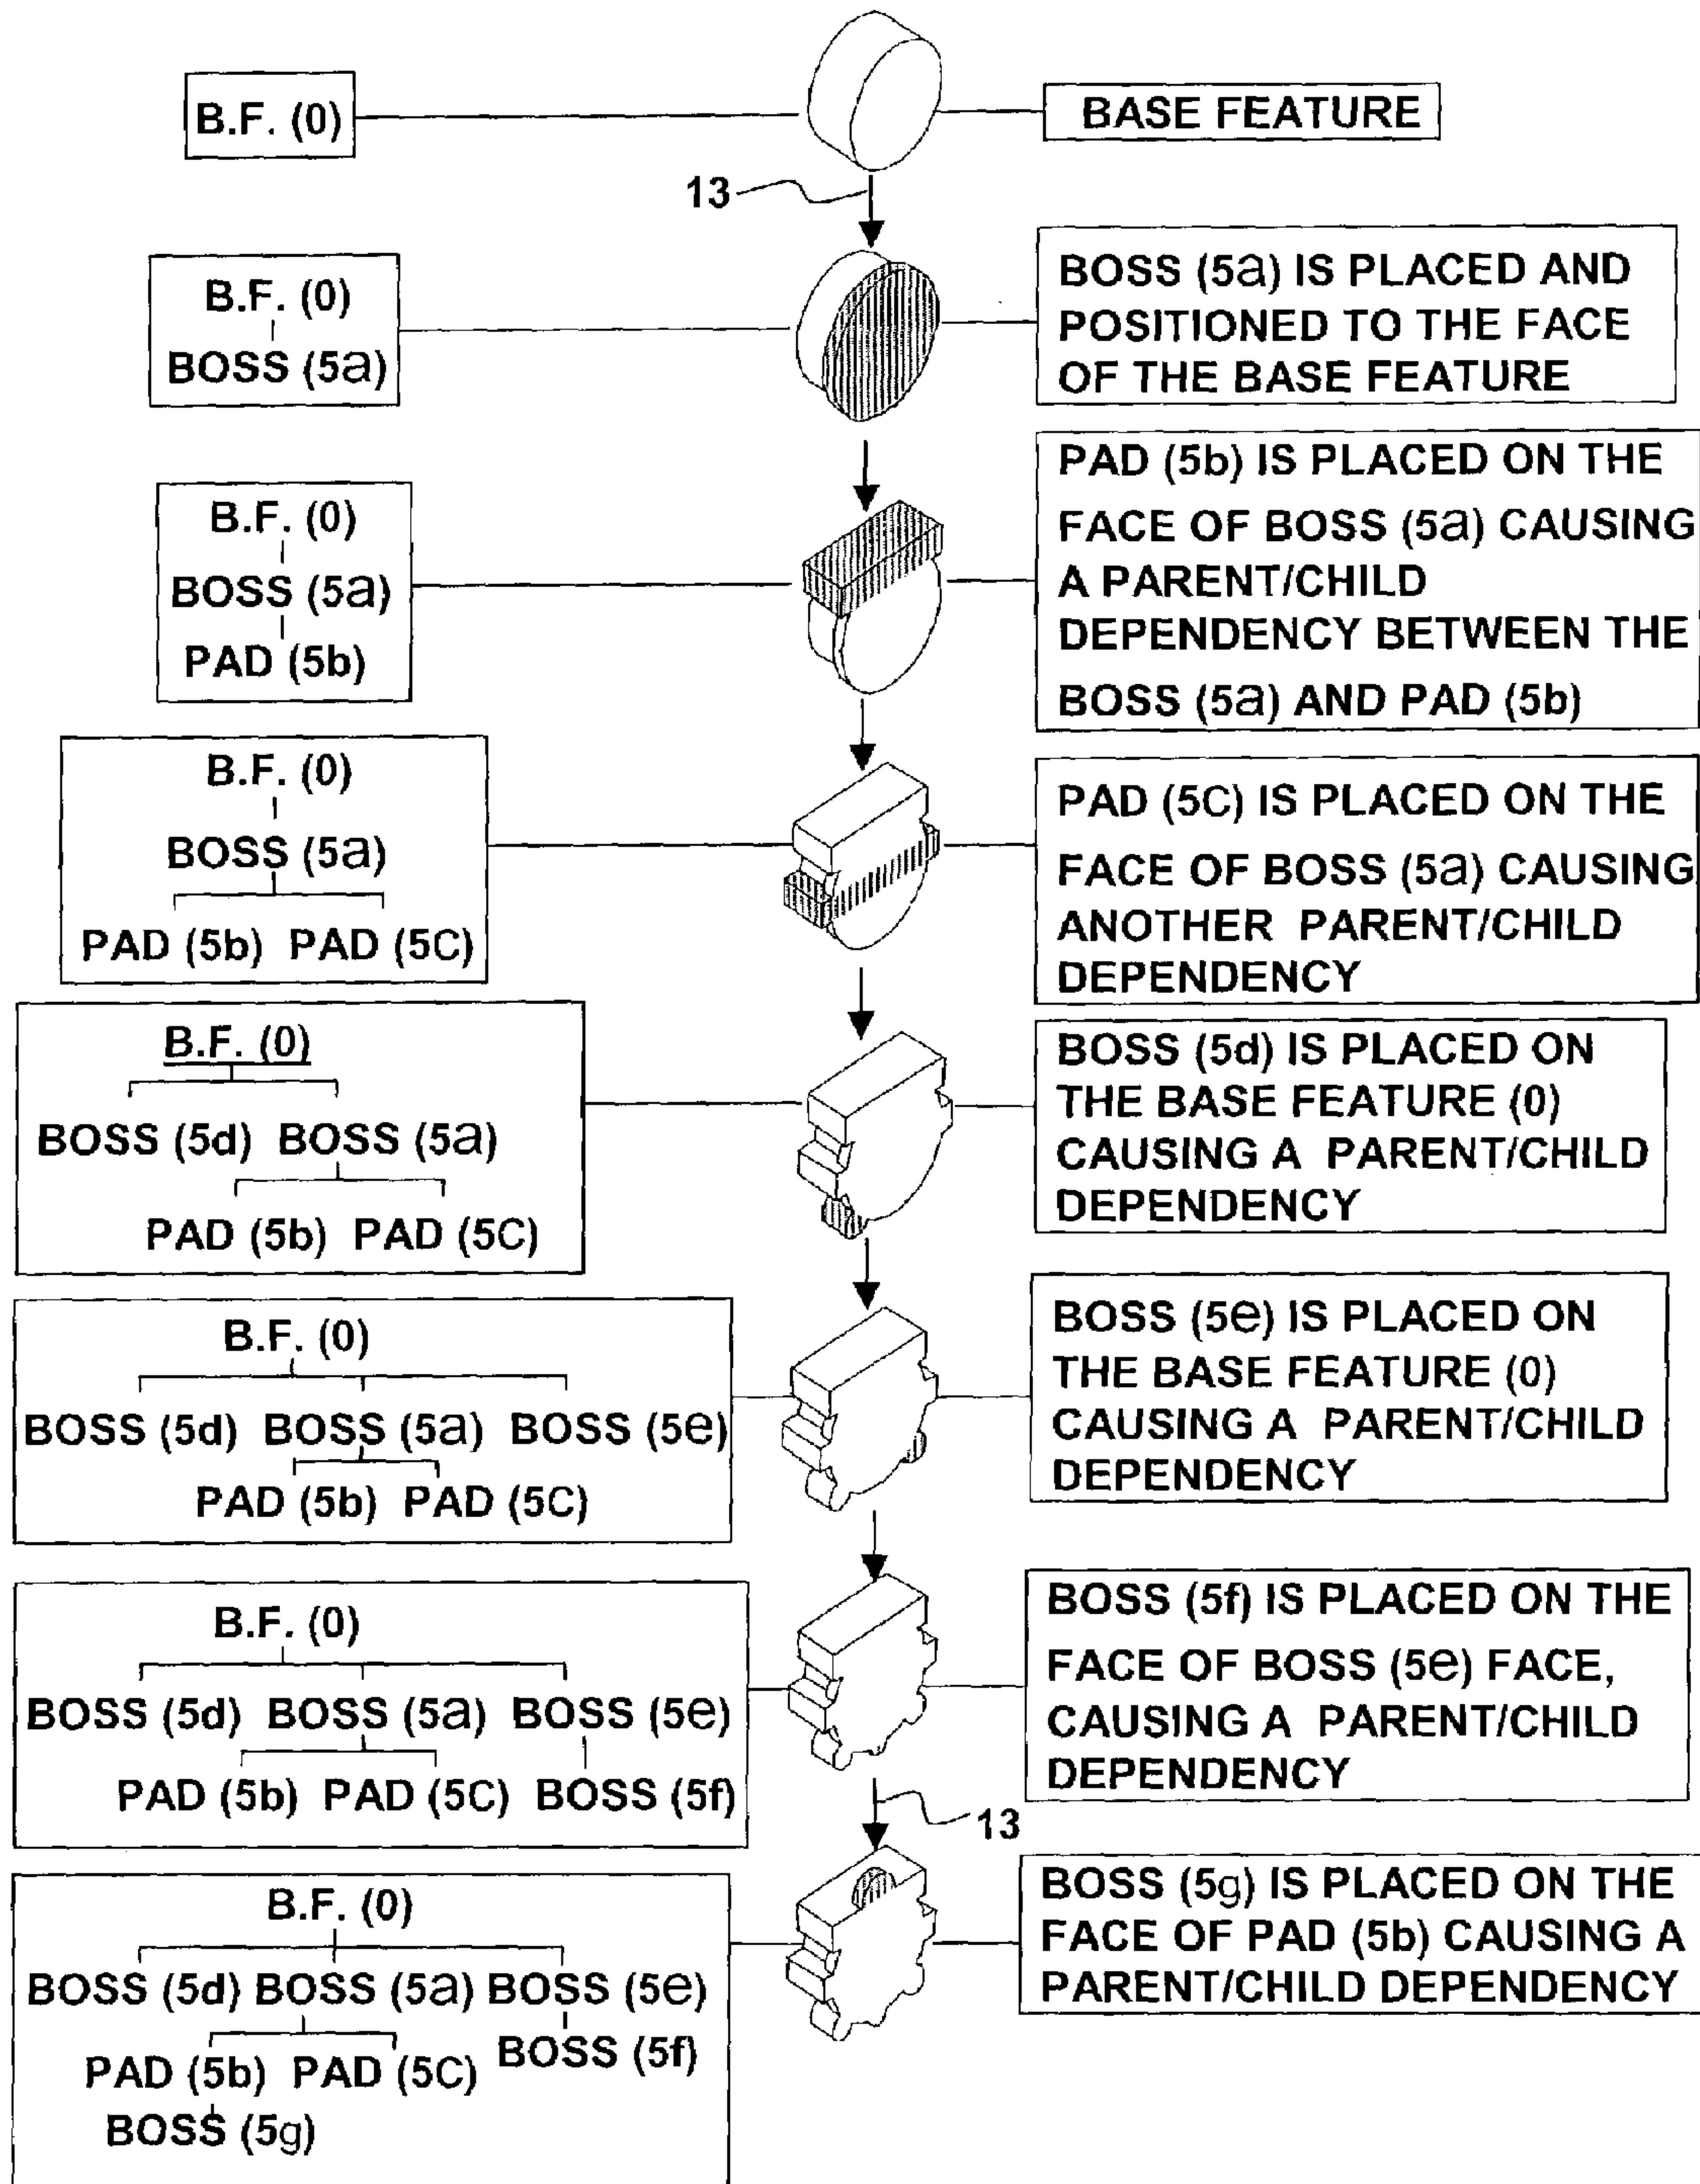 B.F. (0)
BASE FEATURE
13
B.F. (0)
BOSS (5a)
BOSS (5a) IS PLACED AND
POSITIONED TO THE FACE
OF THE BASE FEATURE
B.F. (0)
BOSS (5a)
PAD (5b)
PAD (5b) IS PLACED ON THE
FACE OF BOSS (5a) CAUSING
A PARENT/CHILD
DEPENDENCY BETWEEN THE
BOSS (5a) AND PAD (5b)
B.F. (0)
BOSS (5a)
PAD (5b) PAD (5C)
PAD (5C) IS PLACED ON THE
FACE OF BOSS (5a) CAUSING
ANOTHER PARENT/CHILD
DEPENDENCY
B.F. (0)
BOSS (5d) BOSS (5a)
PAD (5b) PAD (5C)
BOSS (5d) IS PLACED ON
THE BASE FEATURE (0)
CAUSING A PARENT/CHILD
DEPENDENCY
B.F. (0)
BOSS (5d) BOSS (5a) BOSS (5e)
PAD (5b) PAD (5C)
BOSS (5e) IS PLACED ON
THE BASE FEATURE (0)
CAUSING A PARENT/CHILD
DEPENDENCY
B.F. (0)
BOSS (5d) BOSS (5a) BOSS (5e)
PAD (5b) PAD (5C) BOSS (5f)
BOSS (5f) IS PLACED ON THE
FACE OF BOSS (5e) FACE,
CAUSING A PARENT/CHILD
DEPENDENCY
13
B.F. (0)
BOSS (5d) BOSS (5a) BOSS (5e)
PAD (5b) PAD (5C) BOSS (5f)
BOSS (5g)
BOSS (5g) IS PLACED ON THE
FACE OF PAD (5b) CAUSING A
PARENT/CHILD DEPENDENCY